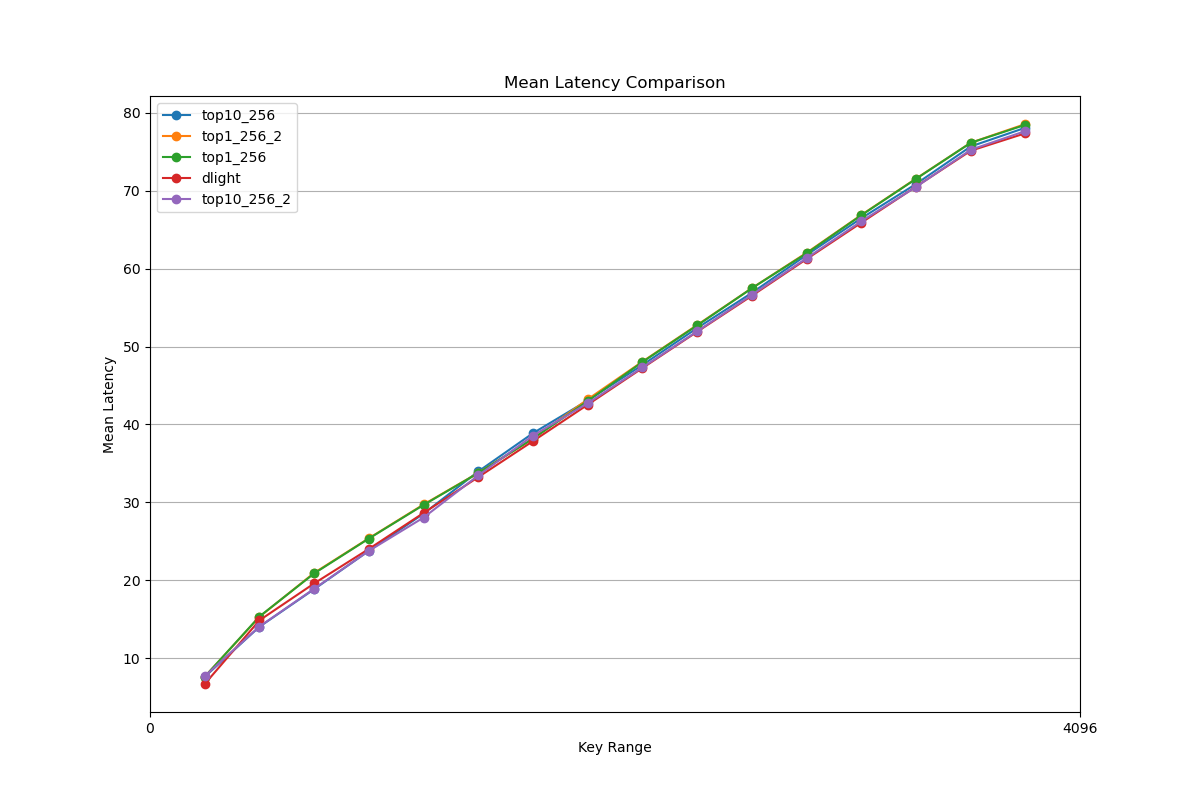 Mean Latency Comparison
top10_256
top1_256_2
top1_256
dlight
top10_256_2
80
70
60
50
40
30
20
10
Mean Latency
0
4096
Key Range